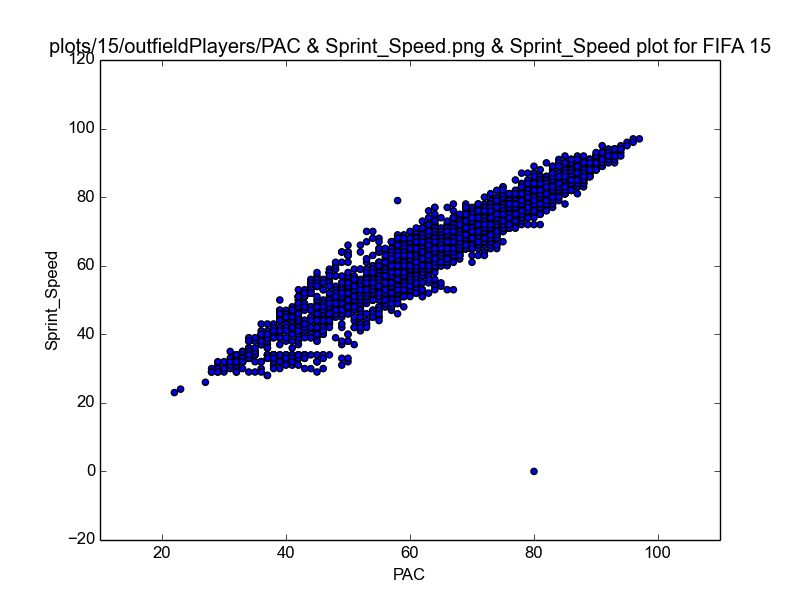 plots/15/outfieldPlayers/PAC & Sprint_Speed.png & Sprint_Speed plot for FIFA 15
120
100
80
60
40
20
0
−20
Sprint_Speed
20 40 60 80 100
PAC